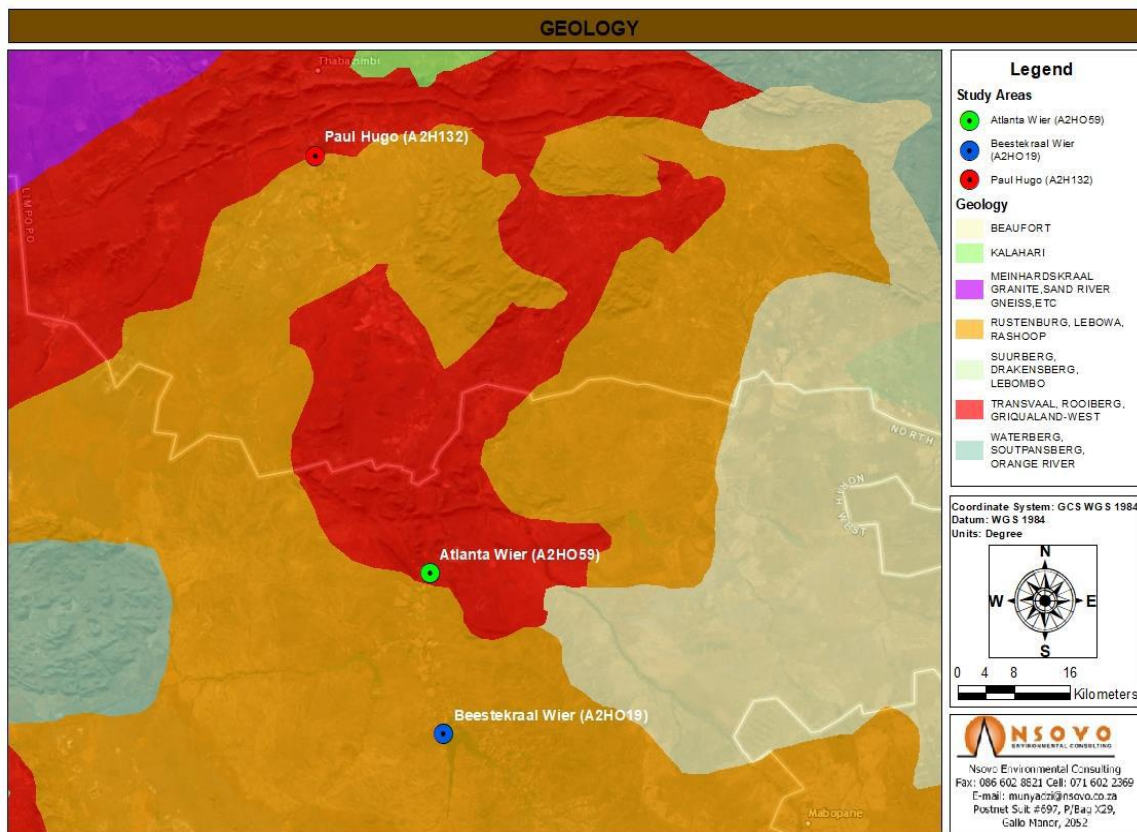 GEOLOGY
Thabazimbi
Paul Hugo (A2H132)
LIMPOPO
NORTH
NORTH
WEST
Atlanta Wier (A2HO59)
Beestekraal Wier (A2HO19)
Mabopane
Legend
Study Areas
Atlanta Wier (A2HO59)
Beestekraal Wier
(A2HO19)
Paul Hugo (A2H132)
Geology
BEAUFORT
KALAHARI
MEINHARDSKRAAL
GRANITE,SAND RIVER
GNEISS,ETC
RUSTENBURG, LEBOWA,
RASHOOP
SUURBERG,
DRAKENSBERG,
LEBOMBO
TRANSVAAL, ROOIBERG,
GRIQUALAND-WEST
WATERBERG,
SOUTPANSBERG,
ORANGE RIVER
Coordinate System: GCS WGS 1984
Datum: WGS 1984
Units: Degree
N
W
E
S
0 4 8 16
Kilometers
NSOVO
ENVIRONMENTAL CONSULTING
Nsovo Environmental Consulting
Fax: 086 602 8821 Cell: 071 602 2369
E-mail: munyadzi@nsovo.co.za
Postnet Suit #697, P/Bag X29,
Gallo Manor, 2052